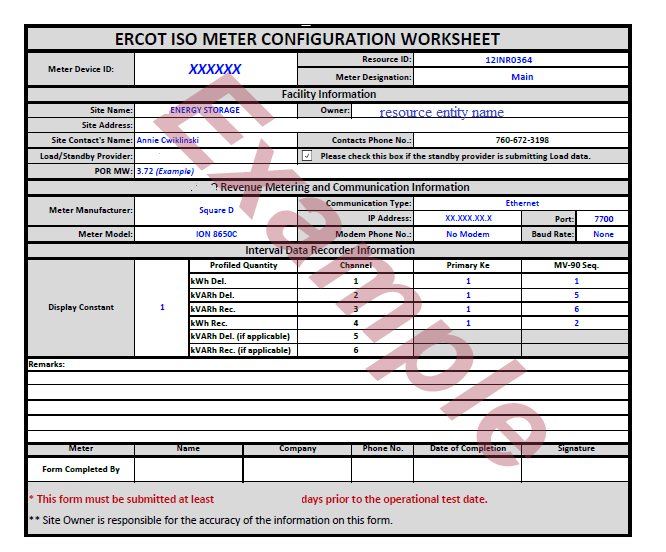 ERCOT ISO METER CONFIGURATION WORKSHEET
Meter Device ID: XXXXXX Resource ID: 12INR0364
Meter Designation: Main
Facility Information
Site Name: ENERGY STORAGE Owner: resource entity name
Site Address:
Site Contact's Name: Annie Cwiklinski Contacts Phone No.: 760-672-3198
Load/Standby Provider: ✓ Please check this box if the standby provider is submitting Load data.
POR MW: 3.72 (Example)
Revenue Metering and Communication Information
Meter Manufacturer: Square D Communication Type: Ethernet
IP Address: XX.XXX.XX.X Port: 7700
Meter Model: ION 8650C Modem Phone No.: No Modem Baud Rate: None
Interval Data Recorder Information
Display Constant 1 Profiled Quantity Channel Primary Ke MV-90 Seq.
kWh Del. 1 1 1
kVARh Del. 2 1 5
kVARh Rec. 3 1 6
kWh Rec. 4 1 2
kVARh Del. (if applicable) 5
kVARh Rec. (if applicable) 6
Remarks:
Meter Name Company Phone No. Date of Completion Signature
Form Completed By
* This form must be submitted at least days prior to the operational test date.
** Site Owner is responsible for the accuracy of the information on this form.
Example